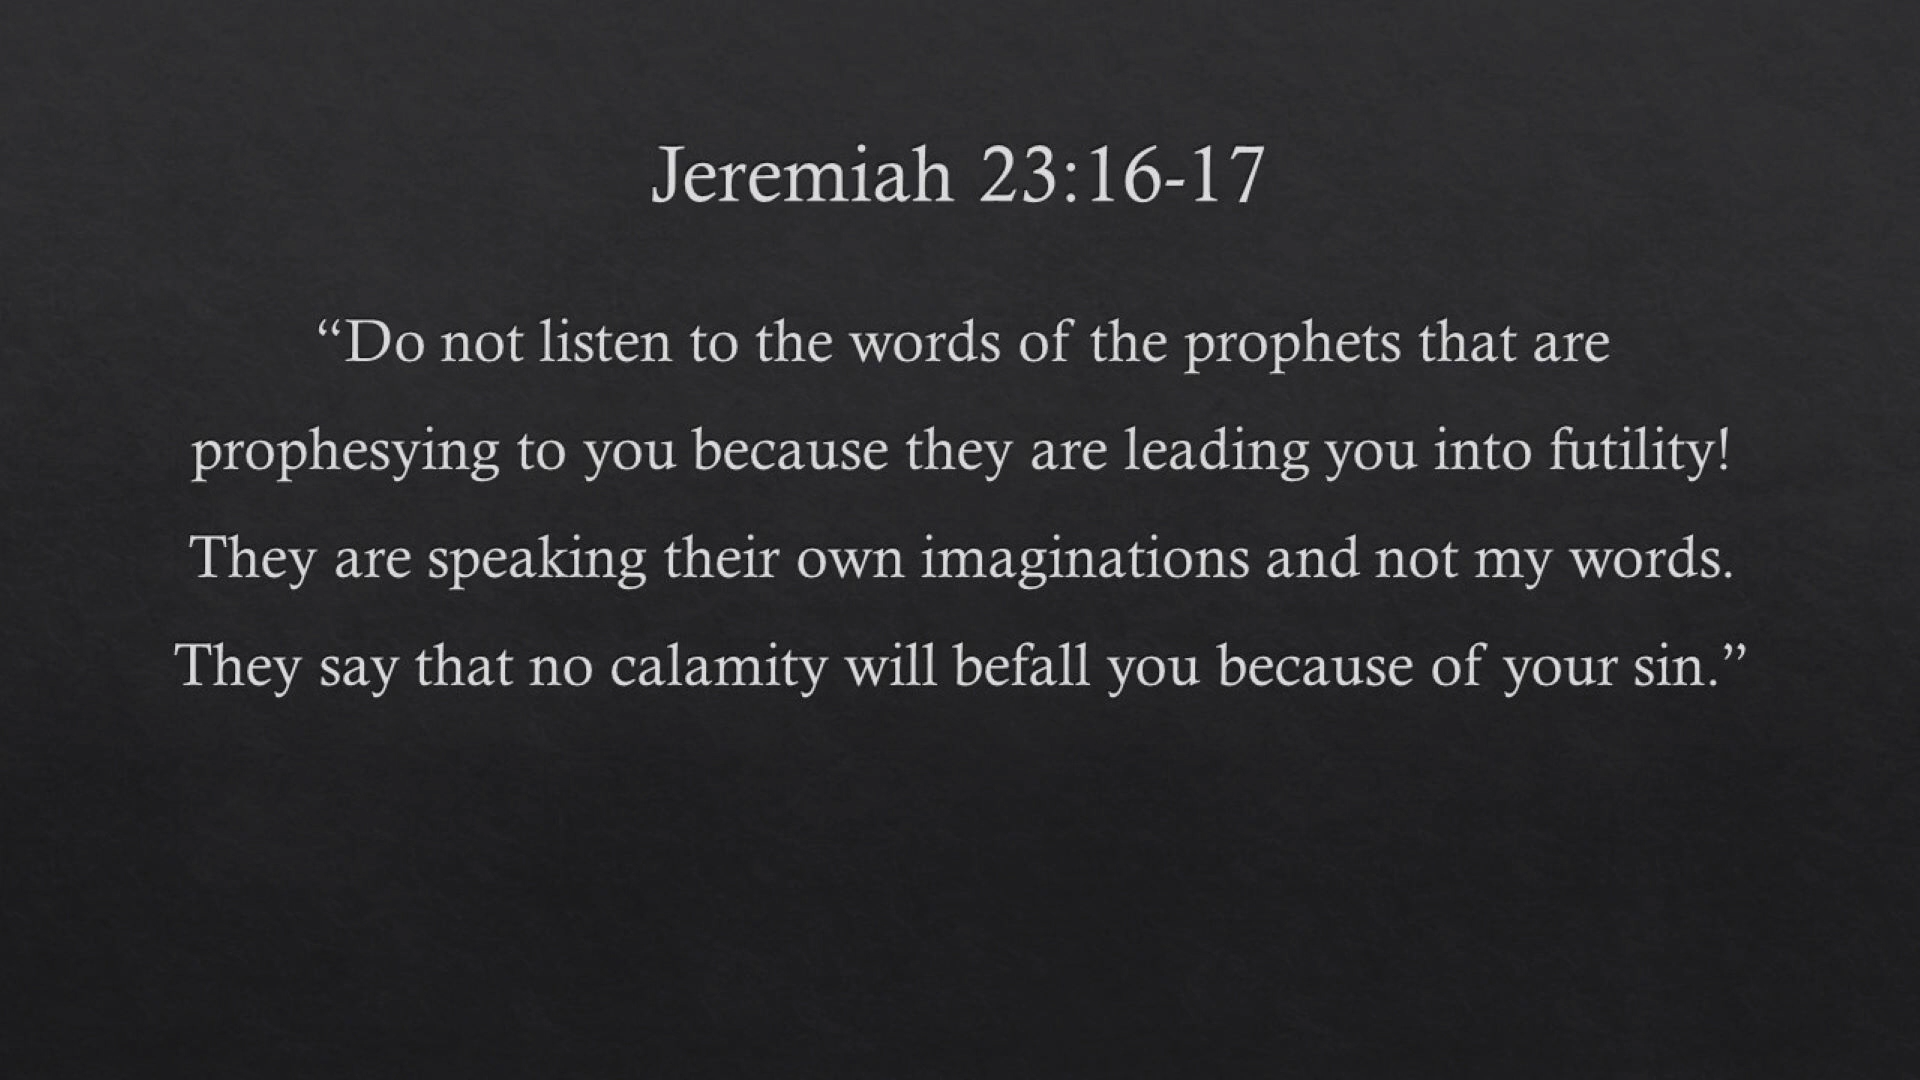 Jeremiah 23:16-17
“Do not listen to the words of the prophets that are
prophesying to you because they are leading you into futility!
They are speaking their own imaginations and not my words.
They say that no calamity will befall you because of your sin.”